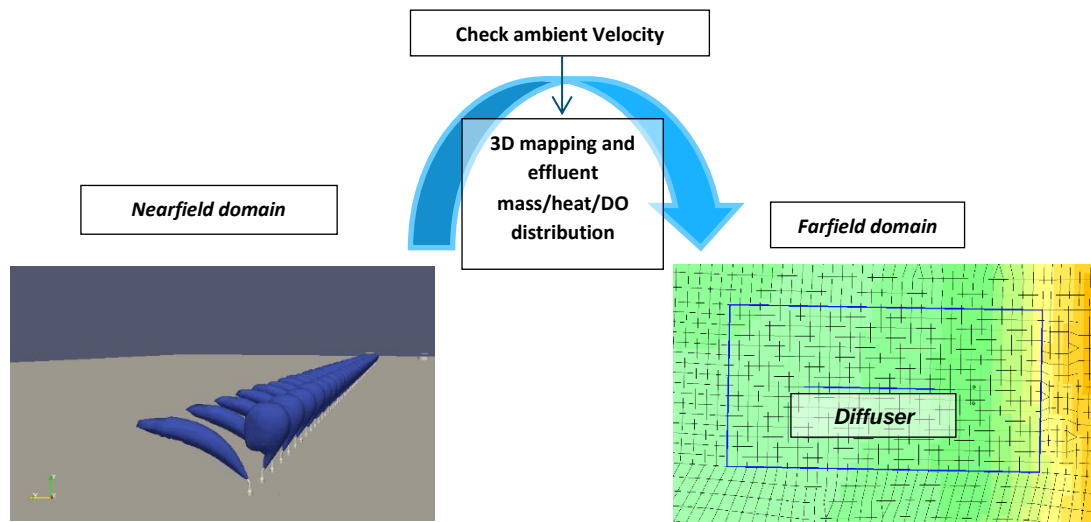 Check ambient Velocity
3D mapping and
effluent
mass/heat/DO
distribution
Nearfield domain
Farfield domain
Diffuser